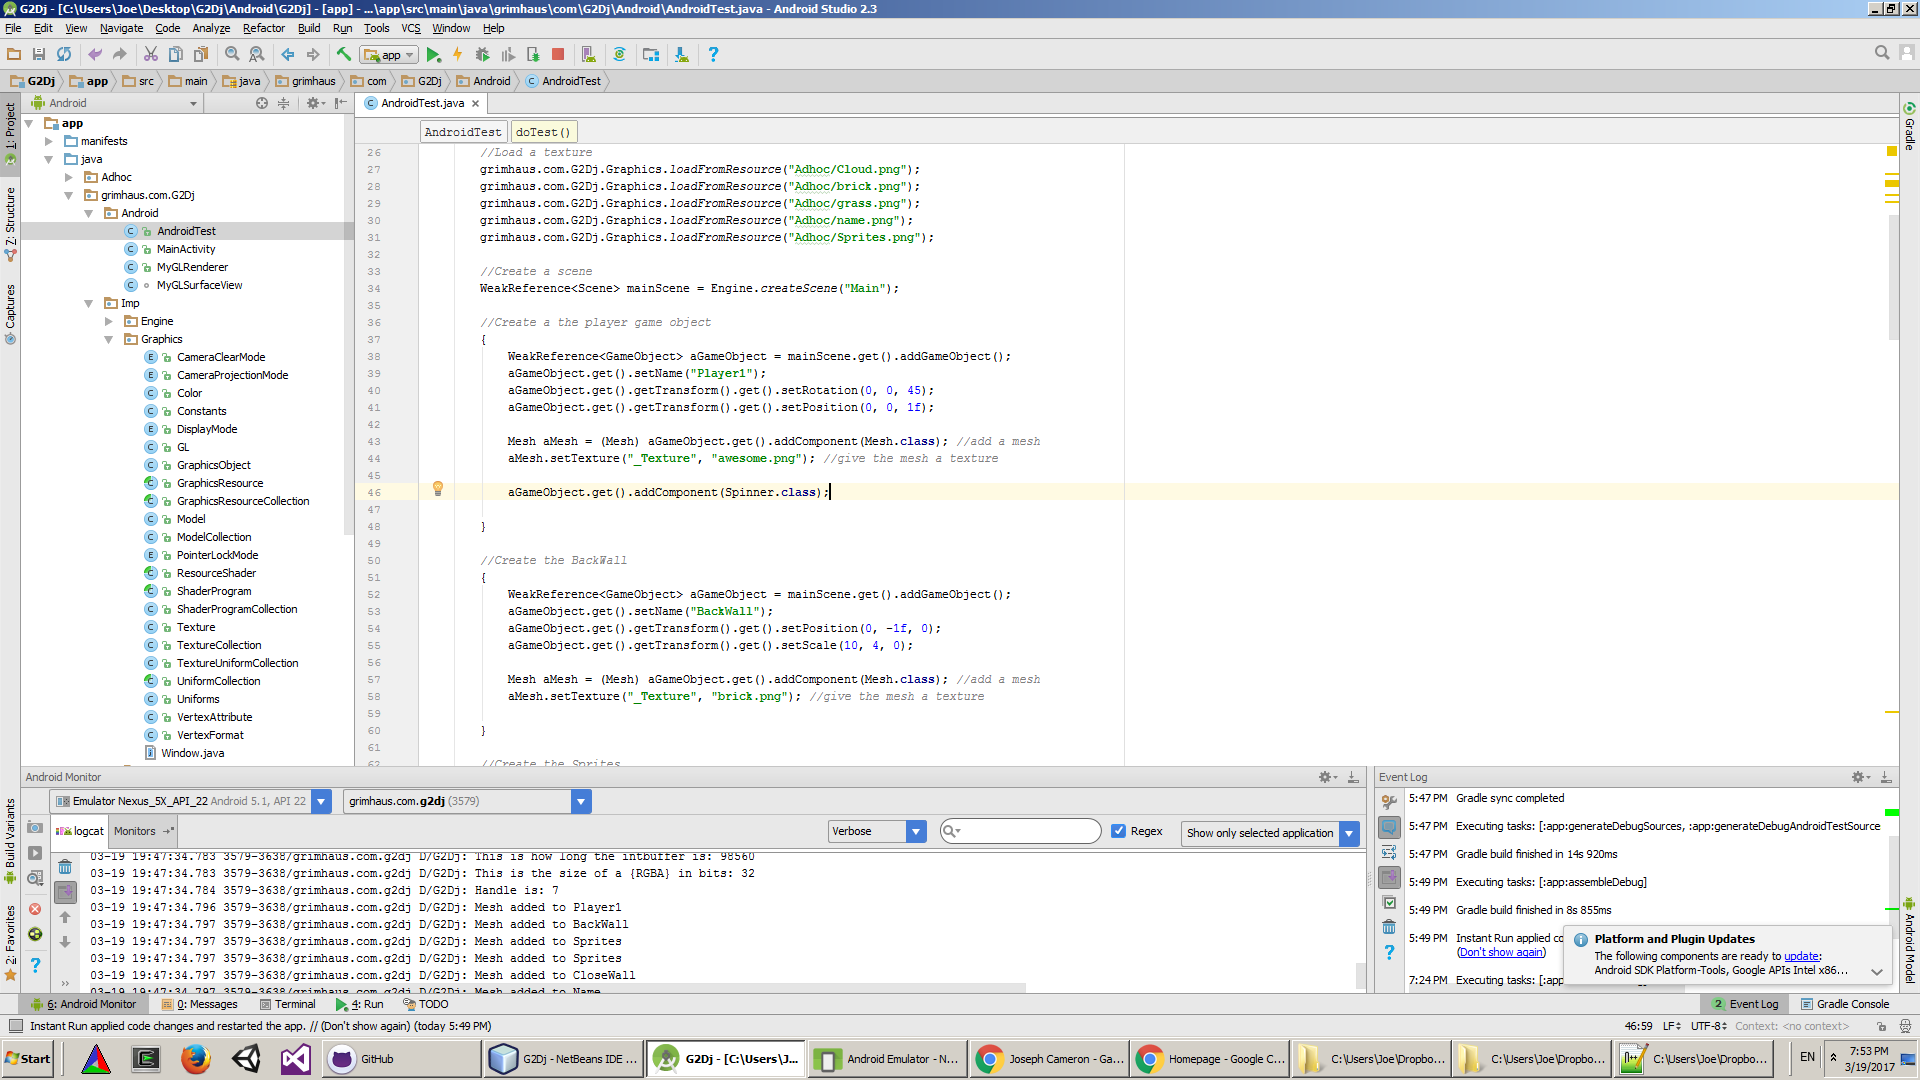 G2Dj - [C:\Users\Joe\Desktop\G2Dj\Android\G2Dj] - [app] - ...\app\src\main\java\grimhaus\com\G2Dj\Android\AndroidTest.java - Android Studio 2.3
File Edit View Navigate Code Analyze Refactor Build Run Tools VCS Window Help
app
G2Dj app src main java grimhaus com G2Dj Android AndroidTest
Android
AndroidTest.java
1: Project
Z: Structure
Captures
Build Variants
2: Favorites
app
manifests
java
Adhoc
grimhaus.com.G2Dj
Android
AndroidTest
MainActivity
MyGLRenderer
MyGLSurfaceView
Imp
Engine
Graphics
CameraClearMode
CameraProjectionMode
Color
Constants
DisplayMode
GL
GraphicsObject
GraphicsResource
GraphicsResourceCollection
Model
ModelCollection
PointerLockMode
ResourceShader
ShaderProgram
ShaderProgramCollection
Texture
TextureCollection
TextureUniformCollection
UniformCollection
Uniforms
VertexAttribute
VertexFormat
Window.java
AndroidTest doTest()
26 //Load a texture
27 grimhaus.com.G2Dj.Graphics.loadFromResource("Adhoc/Cloud.png");
28 grimhaus.com.G2Dj.Graphics.loadFromResource("Adhoc/brick.png");
29 grimhaus.com.G2Dj.Graphics.loadFromResource("Adhoc/grass.png");
30 grimhaus.com.G2Dj.Graphics.loadFromResource("Adhoc/name.png");
31 grimhaus.com.G2Dj.Graphics.loadFromResource("Adhoc/Sprites.png");
32
33 //Create a scene
34 WeakReference<Scene> mainScene = Engine.createScene("Main");
35
36 //Create a the player game object
37 {
38 WeakReference<GameObject> aGameObject = mainScene.get().addGameObject();
39 aGameObject.get().setName("Player1");
40 aGameObject.get().getTransform().get().setRotation(0, 0, 45);
41 aGameObject.get().getTransform().get().setPosition(0, 0, 1f);
42
43 Mesh aMesh = (Mesh) aGameObject.get().addComponent(Mesh.class); //add a mesh
44 aMesh.setTexture("_Texture", "awesome.png"); //give the mesh a texture
45
46 aGameObject.get().addComponent(Spinner.class);
47
48 }
49
50 //Create the BackWall
51 {
52 WeakReference<GameObject> aGameObject = mainScene.get().addGameObject();
53 aGameObject.get().setName("BackWall");
54 aGameObject.get().getTransform().get().setPosition(0, -1f, 0);
55 aGameObject.get().getTransform().get().setScale(10, 4, 0);
56
57 Mesh aMesh = (Mesh) aGameObject.get().addComponent(Mesh.class); //add a mesh
58 aMesh.setTexture("_Texture", "brick.png"); //give the mesh a texture
59
60 }
61
62 //Create the Sprites
Gradle
Android Model
Android Monitor
Emulator Nexus_5X_API_22 Android 5.1, API 22 grimhaus.com.g2dj (3579)
logcat Monitors Verbose Regex Show only selected application
03-19 19:47:34.783 3579-3638/grimhaus.com.g2dj D/G2Dj: This is how long the intbuffer is: 98560
03-19 19:47:34.783 3579-3638/grimhaus.com.g2dj D/G2Dj: This is the size of a {RGBA} in bits: 32
03-19 19:47:34.784 3579-3638/grimhaus.com.g2dj D/G2Dj: Handle is: 7
03-19 19:47:34.796 3579-3638/grimhaus.com.g2dj D/G2Dj: Mesh added to Player1
03-19 19:47:34.797 3579-3638/grimhaus.com.g2dj D/G2Dj: Mesh added to BackWall
03-19 19:47:34.797 3579-3638/grimhaus.com.g2dj D/G2Dj: Mesh added to Sprites
03-19 19:47:34.797 3579-3638/grimhaus.com.g2dj D/G2Dj: Mesh added to Sprites
03-19 19:47:34.797 3579-3638/grimhaus.com.g2dj D/G2Dj: Mesh added to CloseWall
03-19 19:47:34.797 3579-3638/grimhaus.com.g2dj D/G2Dj: Mesh added to Name
Event Log
5:47 PM Gradle sync completed
5:47 PM Executing tasks: [:app:generateDebugSources, :app:generateDebugAndroidTestSource
5:47 PM Gradle build finished in 14s 920ms
5:49 PM Executing tasks: [:app:assembleDebug]
5:49 PM Gradle build finished in 8s 855ms
5:49 PM Instant Run applied co
(Don't show again)
7:24 PM Executing tasks: [:app
Platform and Plugin Updates
The following components are ready to update:
Android SDK Platform-Tools, Google APIs Intel x86...
6: Android Monitor 0: Messages Terminal 4: Run TODO 2 Event Log Gradle Console
Instant Run applied code changes and restarted the app. // (Don't show again) (today 5:49 PM) 46:59 LF UTF-8 Context: <no context>
Start GitHub G2Dj - NetBeans IDE ... G2Dj - [C:\Users\J... Android Emulator - N... Joseph Cameron - Ga... Homepage - Google C... C:\Users\Joe\Dropbo... C:\Users\Joe\Dropbo... C:\Users\Joe\Dropbo... EN 7:53 PM
3/19/2017